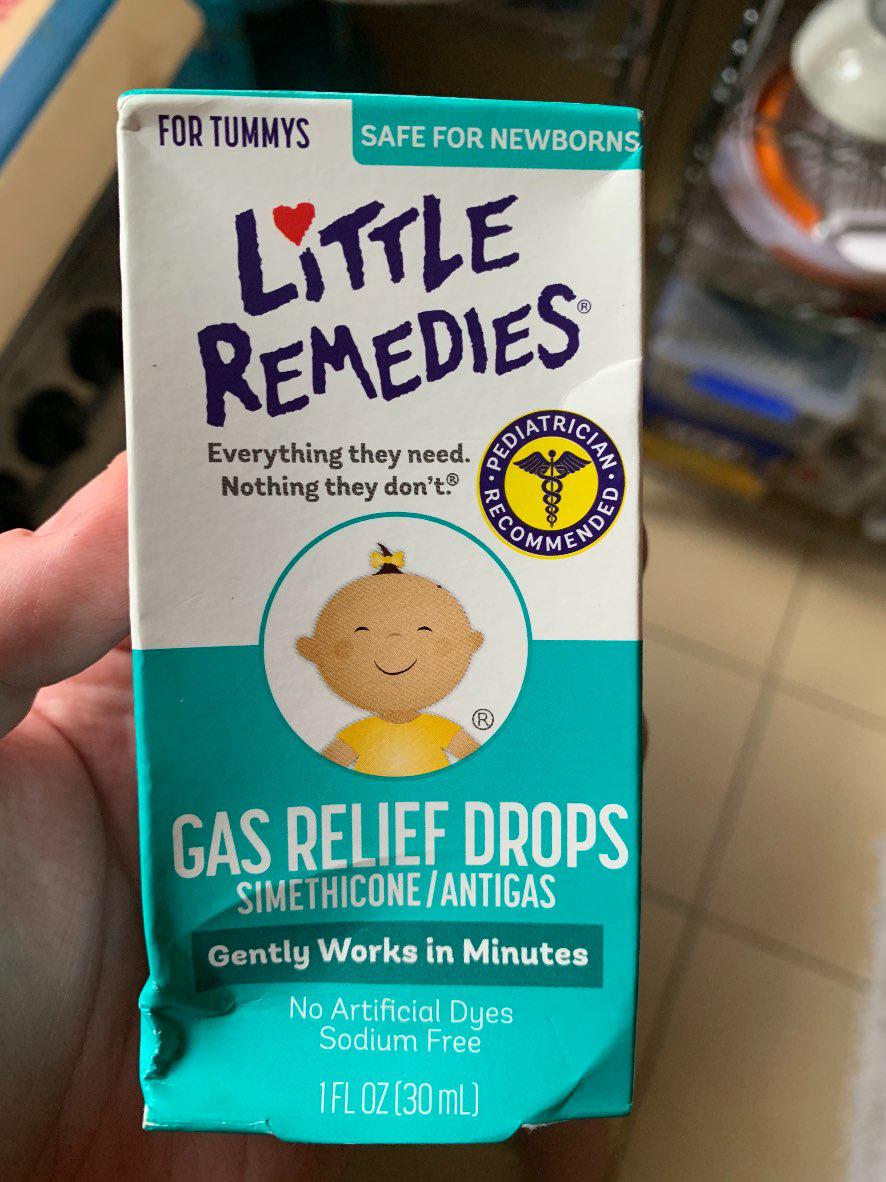 FOR TUMMYS
SAFE FOR NEWBORNS
LiTTLE
REMEDIES®
Everything they need.
Nothing they don't.®
• PEDIATRICIAN •
RECOMMENDED
®
GAS RELIEF DROPS
SIMETHICONE/ANTIGAS
Gently Works in Minutes
No Artificial Dyes
Sodium Free
1 FL OZ (30 mL)